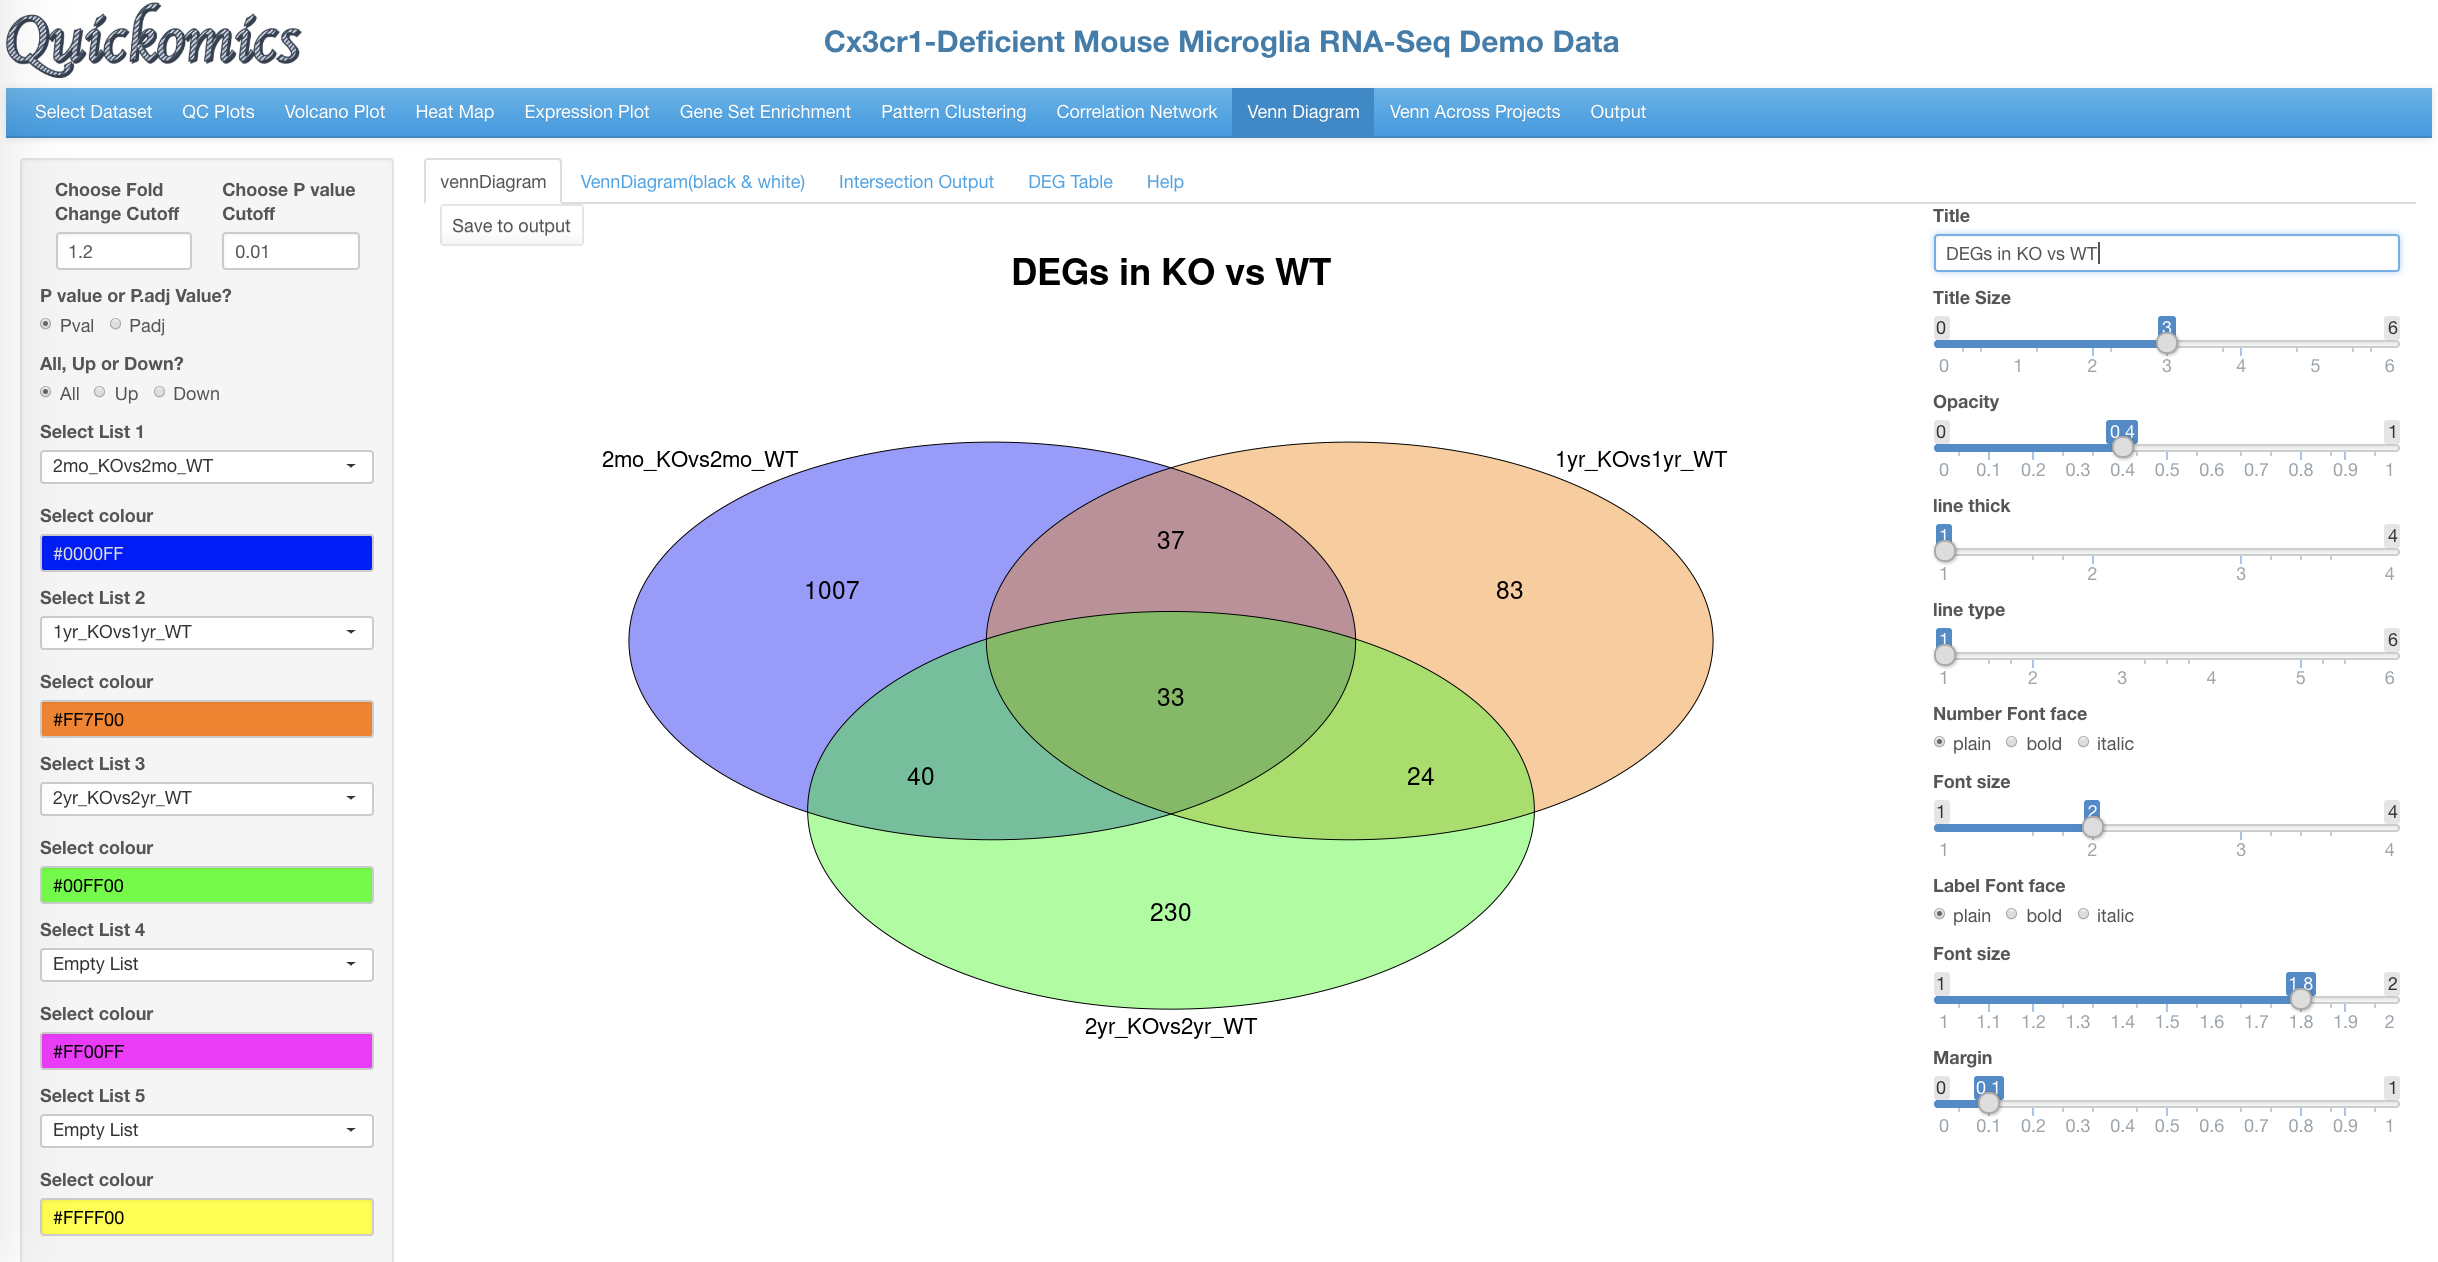 Quickomics
Cx3cr1-Deficient Mouse Microglia RNA-Seq Demo Data
Select Dataset QC Plots Volcano Plot Heat Map Expression Plot Gene Set Enrichment Pattern Clustering Correlation Network Venn Diagram Venn Across Projects Output
Choose Fold
Change Cutoff
Choose P value
Cutoff
1.2
0.01
P value or P.adj Value?
Pval Padj
All, Up or Down?
All Up Down
Select List 1
2mo_KOvs2mo_WT
Select colour
#0000FF
Select List 2
1yr_KOvs1yr_WT
Select colour
#FF7F00
Select List 3
2yr_KOvs2yr_WT
Select colour
#00FF00
Select List 4
Empty List
Select colour
#FF00FF
Select List 5
Empty List
Select colour
#FFFF00
vennDiagram VennDiagram(black & white) Intersection Output DEG Table Help
Save to output
DEGs in KO vs WT
2mo_KOvs2mo_WT
1yr_KOvs1yr_WT
37
1007
83
33
40
24
230
2yr_KOvs2yr_WT
Title
DEGs in KO vs WT
Title Size
0 3 6
0 1 2 3 4 5 6
Opacity
0 0.4 1
0 0.1 0.2 0.3 0.4 0.5 0.6 0.7 0.8 0.9 1
line thick
1 4
1 2 3 4
line type
1 6
1 2 3 4 5 6
Number Font face
plain bold italic
Font size
1 2 4
1 2 3 4
Label Font face
plain bold italic
Font size
1 1.8 2
1 1.1 1.2 1.3 1.4 1.5 1.6 1.7 1.8 1.9 2
Margin
0 0.1 1
0 0.1 0.2 0.3 0.4 0.5 0.6 0.7 0.8 0.9 1